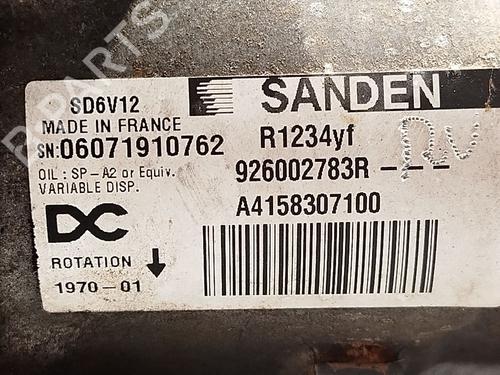 SANDEN
SD6V12
MADE IN FRANCE
SN:06071910762
OIL : SP-A2 or Equiv.
VARIABLE DISP.
R1234yf
926002783R - - -
A4158307100
DC
ROTATION ↓
1970-01
B-PARTS